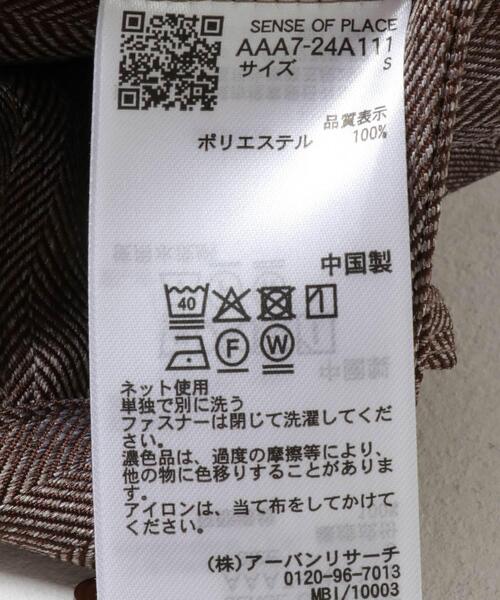 SENSE OF PLACE
AAA7-24A111
サイズ S
品質表示
ポリエステル 100%
中国製
40
F W
ネット使用
単独で別に洗う
ファスナーは閉じて洗濯してくだ
さい。
濃色品は、過度の摩擦等により、
他の物に色移りすることがありま
す。
アイロンは、当て布をしてかけて
ください。
(株)アーバンリサーチ
0120-96-7013
MBI/10003